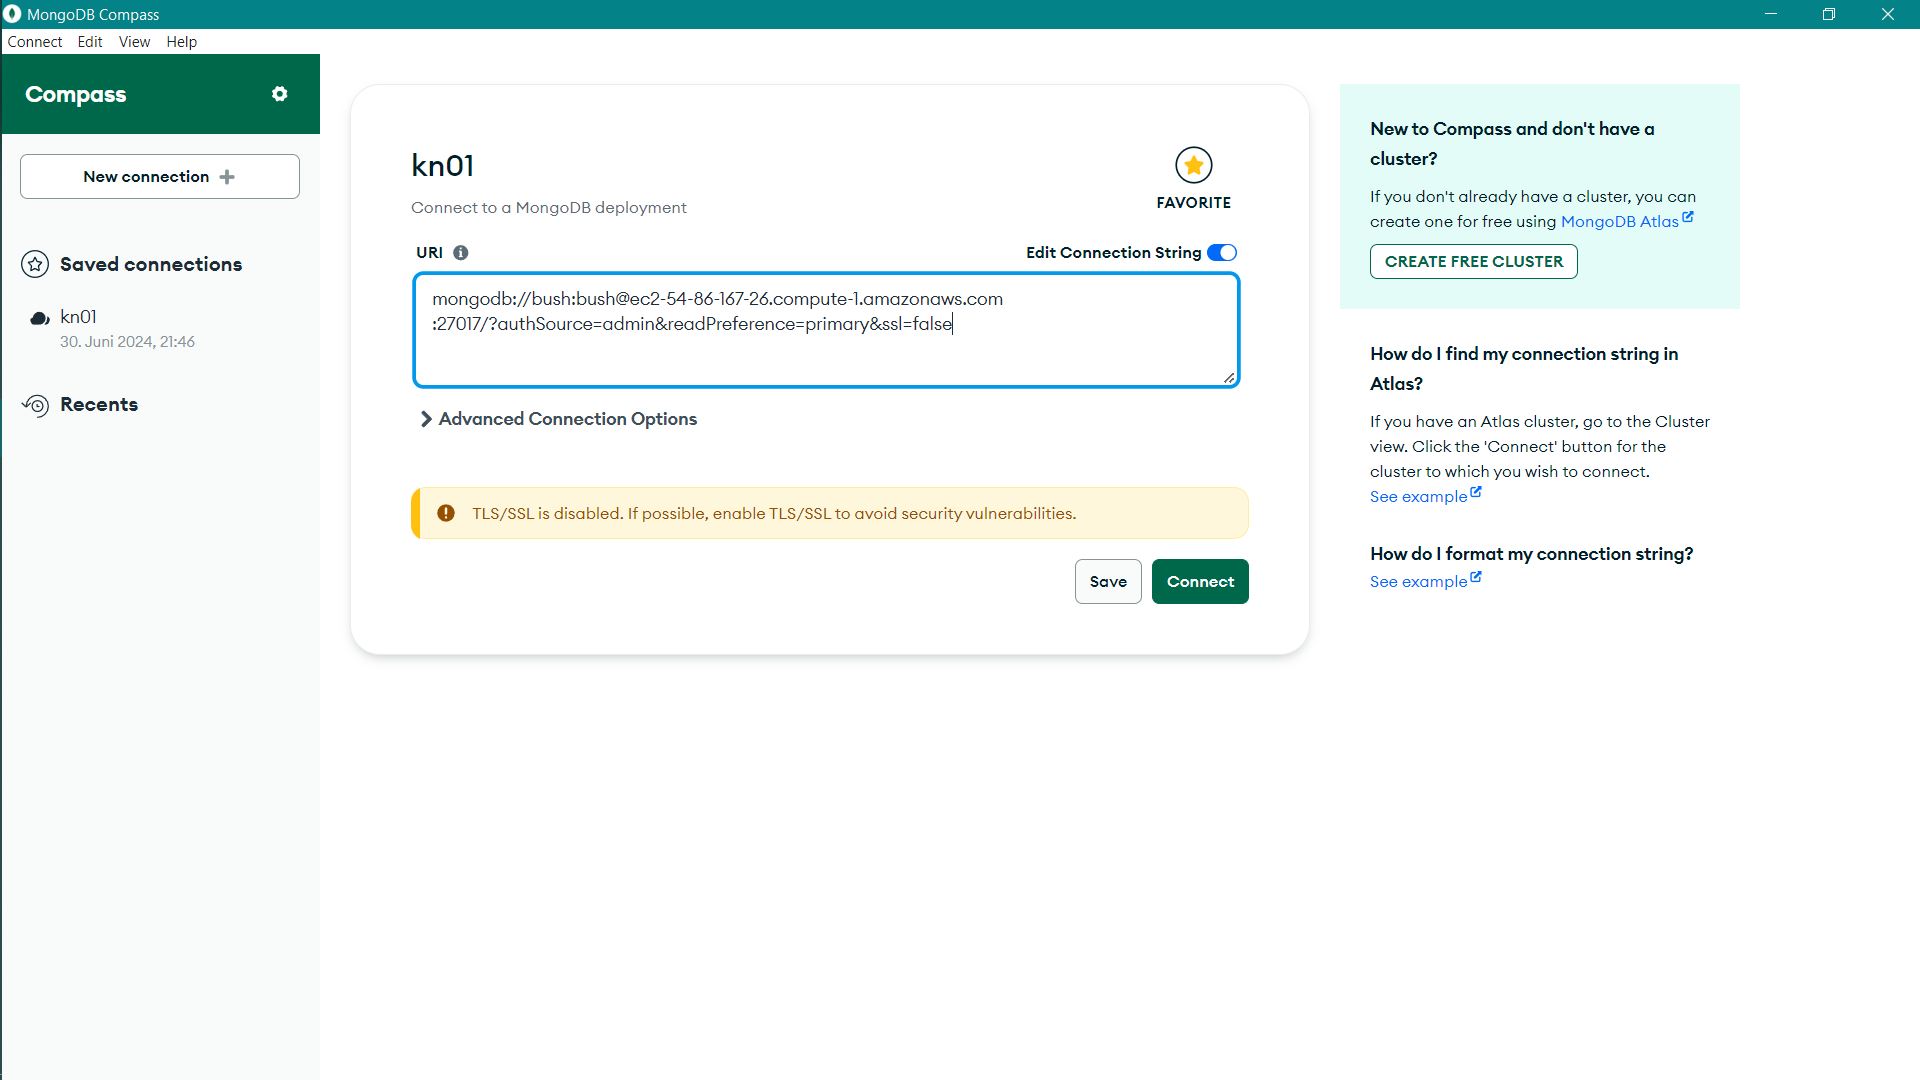 MongoDB Compass
Connect Edit View Help
Compass
New connection
Saved connections
kn01
30. Juni 2024, 21:46
Recents
kn01
Connect to a MongoDB deployment
FAVORITE
URI
Edit Connection String
mongodb://bush:bush@ec2-54-86-167-26.compute-1.amazonaws.com
:27017/?authSource=admin&readPreference=primary&ssl=false
Advanced Connection Options
TLS/SSL is disabled. If possible, enable TLS/SSL to avoid security vulnerabilities.
Save
Connect
New to Compass and don't have a
cluster?
If you don't already have a cluster, you can
create one for free using MongoDB Atlas
CREATE FREE CLUSTER
How do I find my connection string in
Atlas?
If you have an Atlas cluster, go to the Cluster
view. Click the 'Connect' button for the
cluster to which you wish to connect.
See example
How do I format my connection string?
See example